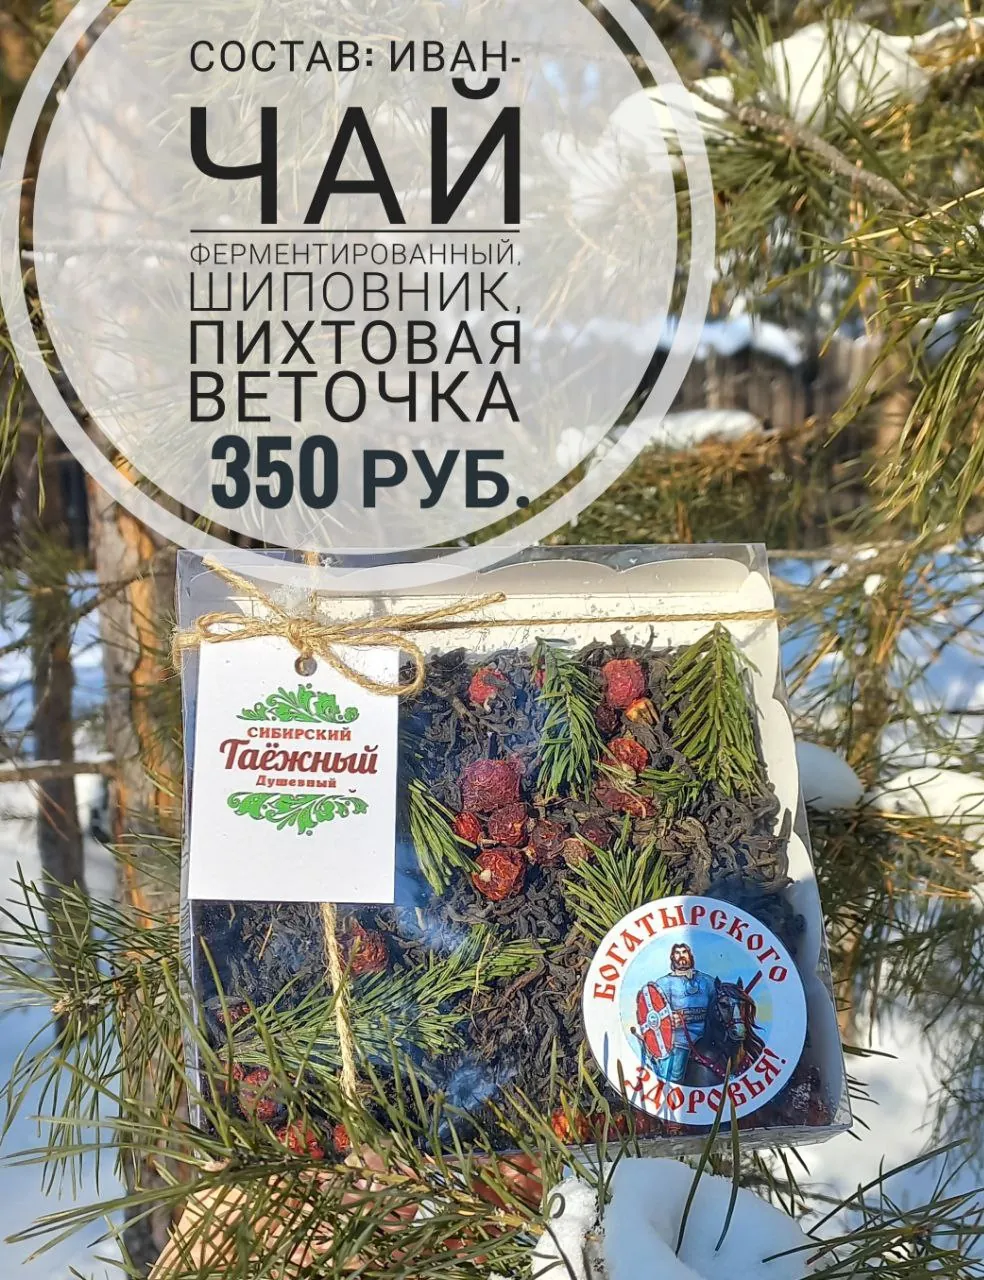 СОСТАВ: ИВАН-
ЧАЙ
ФЕРМЕНТИРОВАННЫЙ,
ШИПОВНИК,
ПИХТОВАЯ
ВЕТОЧКА
350 РУБ.
СИБИРСКИЙ
Таёжный
Душевный
БОГАТЫРСКОГО
ЗДОРОВЬЯ!